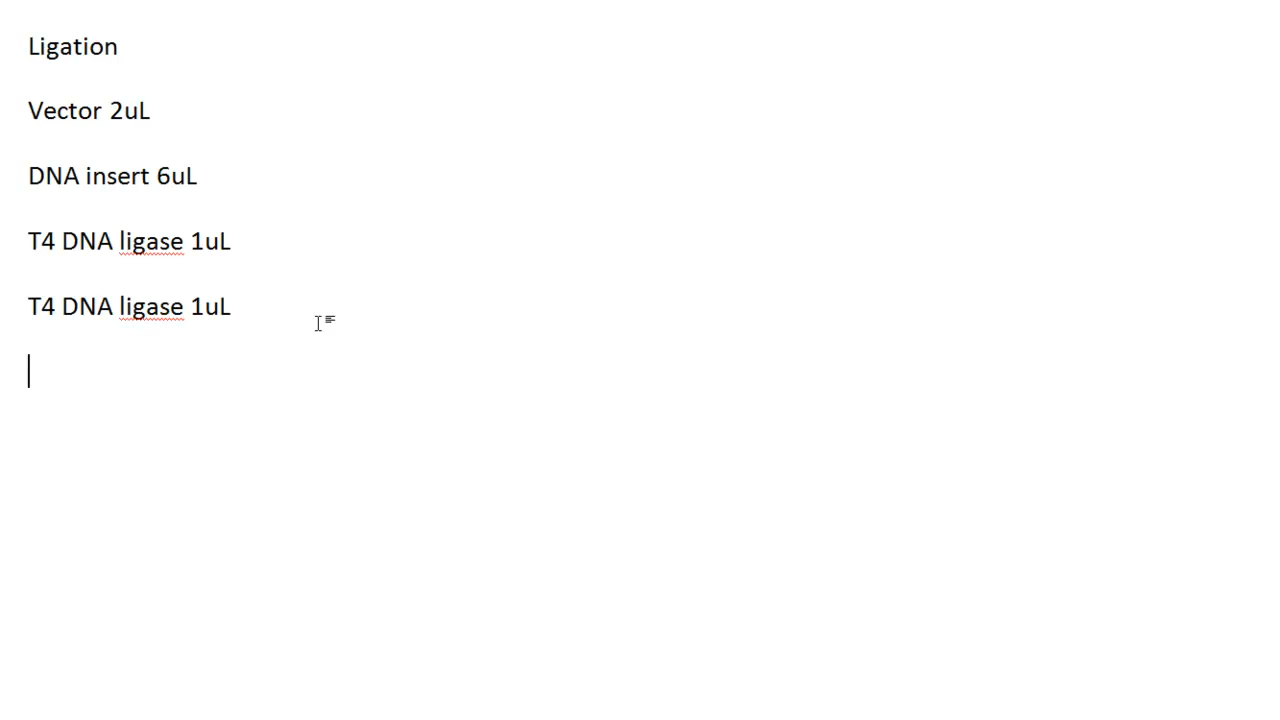 Ligation
Vector 2uL
DNA insert 6uL
T4 DNA ligase 1uL
T4 DNA ligase 1uL